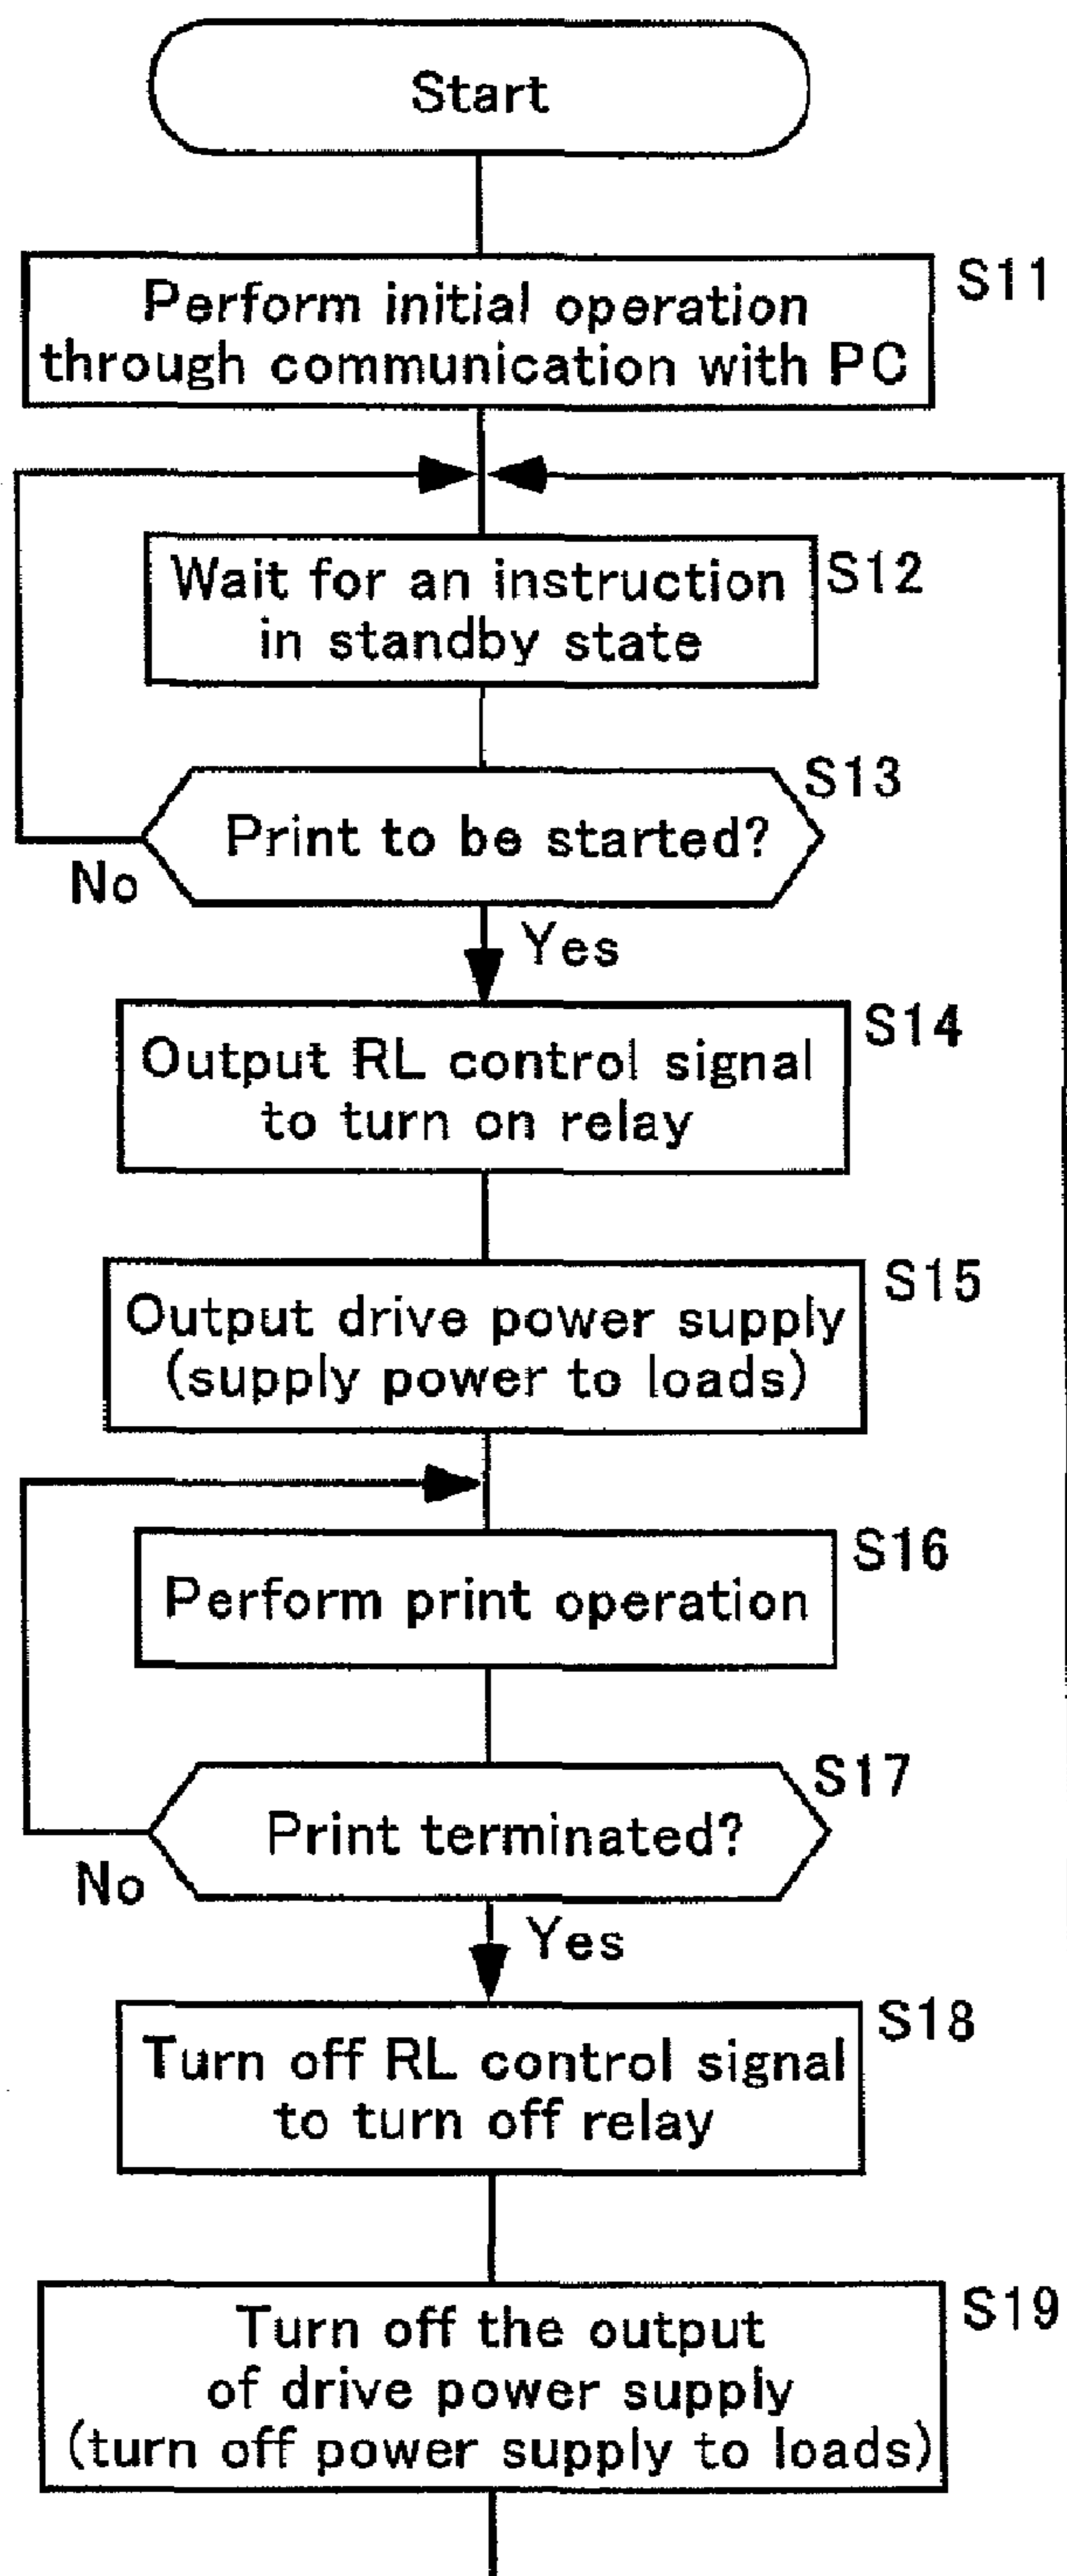 Start
S11
Perform initial operation
through communication with PC
S12
Wait for an instruction
in standby state
S13
Print to be started?
No
Yes
S14
Output RL control signal
to turn on relay
S15
Output drive power supply
(supply power to loads)
S16
Perform print operation
S17
Print terminated?
No
Yes
S18
Turn off RL control signal
to turn off relay
S19
Turn off the output
of drive power supply
(turn off power supply to loads)